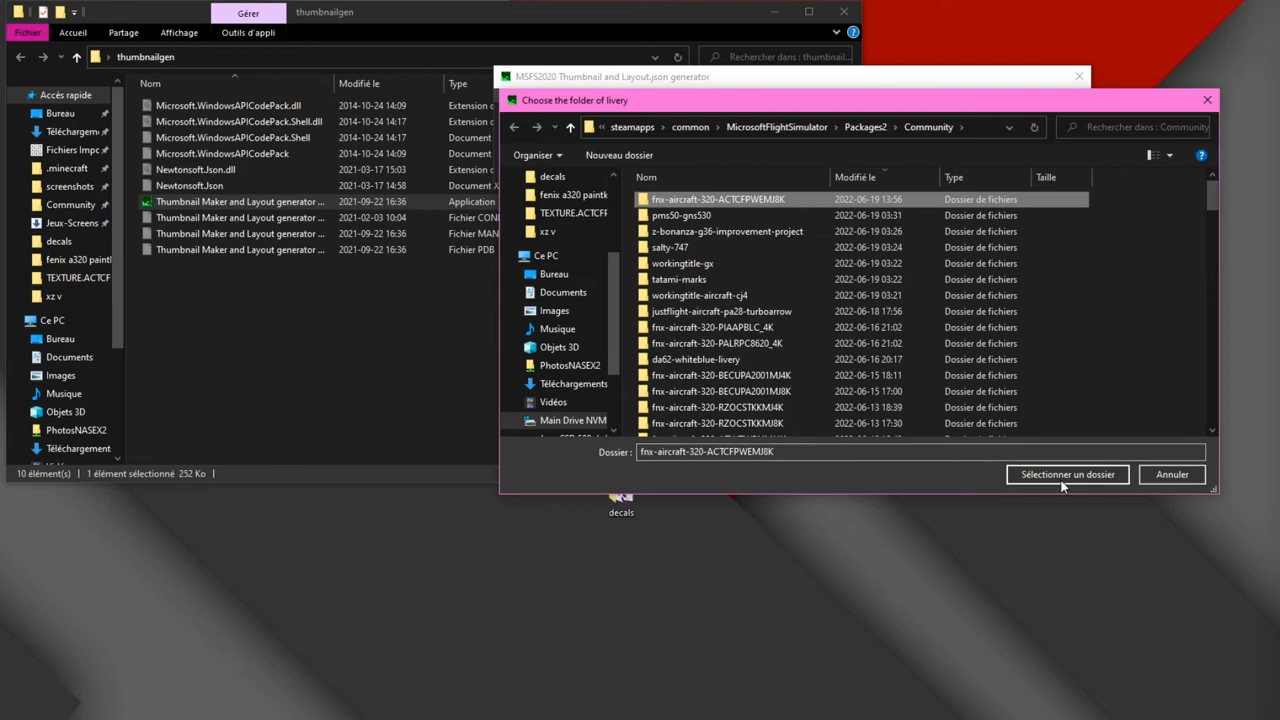 Gérer
thumbnailgen
Fichier
Accueil
Partage
Affichage
Outils d'appli
thumbnailgen
Rechercher dans : thumbnail...
Accès rapide
Bureau
Téléchargem
Fichiers Impc
.minecraft
screenshots
Community
Jeux-Screens
decals
fenix a320 paintk
TEXTURE.ACTCF
xz v
Ce PC
Bureau
Documents
Images
Musique
Objets 3D
PhotosNASEX2
Téléchargement
Nom Modifié le Type
Microsoft.WindowsAPICodePack.dll 2014-10-24 14:09 Extension c
Microsoft.WindowsAPICodePack.Shell.dll 2014-10-24 14:17 Extension c
Microsoft.WindowsAPICodePack.Shell 2014-10-24 14:17 Document
Microsoft.WindowsAPICodePack 2014-10-24 14:09 Document
Newtonsoft.Json.dll 2021-03-17 15:03 Extension c
Newtonsoft.Json 2021-03-17 14:58 Document X
Thumbnail Maker and Layout generator ... 2021-09-22 16:36 Application
Thumbnail Maker and Layout generator ... 2021-02-03 10:04 Fichier CON
Thumbnail Maker and Layout generator ... 2021-09-22 16:36 Fichier MAN
Thumbnail Maker and Layout generator ... 2021-09-22 16:36 Fichier PDB
10 élément(s) 1 élément sélectionné 252 Ko
MSFS2020 Thumbnail and Layout.json generator
Choose the folder of livery
« steamapps > common > MicrosoftFlightSimulator > Packages2 > Community >
Rechercher dans : Community
Organiser
Nouveau dossier
decals
fenix a320 paintk
TEXTURE.ACTCFP
xz v
Ce PC
Bureau
Documents
Images
Musique
Objets 3D
PhotosNASEX2
Téléchargements
Vidéos
Main Drive NVM
Nom Modifié le Type Taille
fnx-aircraft-320-ACTCFPWEMJ8K 2022-06-19 13:56 Dossier de fichiers
pms50-gns530 2022-06-19 03:31 Dossier de fichiers
z-bonanza-g36-improvement-project 2022-06-19 03:26 Dossier de fichiers
salty-747 2022-06-19 03:24 Dossier de fichiers
workingtitle-gx 2022-06-19 03:22 Dossier de fichiers
tatami-marks 2022-06-19 03:22 Dossier de fichiers
workingtitle-aircraft-cj4 2022-06-19 03:21 Dossier de fichiers
justflight-aircraft-pa28-turboarrow 2022-06-18 17:56 Dossier de fichiers
fnx-aircraft-320-PIAAPBLC_4K 2022-06-16 21:02 Dossier de fichiers
fnx-aircraft-320-PALRPC8620_4K 2022-06-16 21:02 Dossier de fichiers
da62-whiteblue-livery 2022-06-16 20:17 Dossier de fichiers
fnx-aircraft-320-BECUPA2001MJ4K 2022-06-15 18:11 Dossier de fichiers
fnx-aircraft-320-BECUPA2001MJ8K 2022-06-15 17:00 Dossier de fichiers
fnx-aircraft-320-RZOCSTKKMJ4K 2022-06-13 18:39 Dossier de fichiers
fnx-aircraft-320-RZOCSTKKMJ8K 2022-06-13 17:30 Dossier de fichiers
Dossier : fnx-aircraft-320-ACTCFPWEMJ8K
Sélectionner un dossier
Annuler
decals